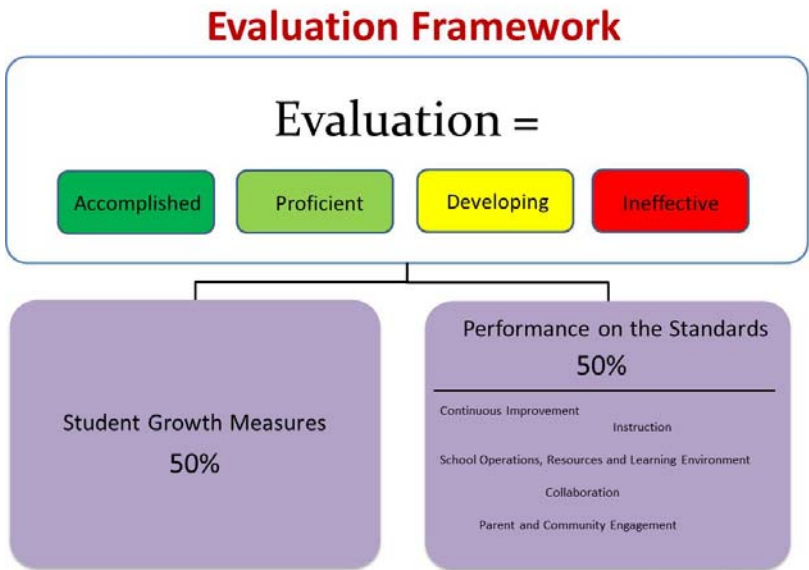 Evaluation Framework
Evaluation =
Accomplished
Proficient
Developing
Ineffective
Student Growth Measures
50%
Performance on the Standards
50%
Continuous Improvement
Instruction
School Operations, Resources and Learning Environment
Collaboration
Parent and Community Engagement